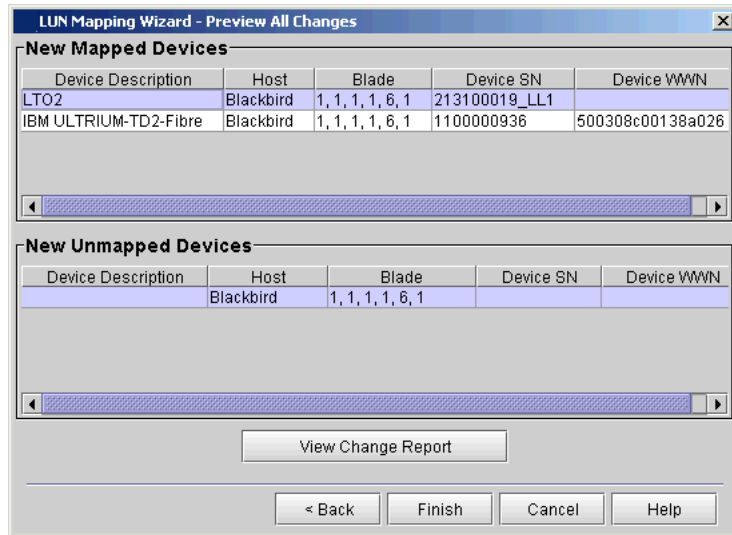 LUN Mapping Wizard - Preview All Changes
New Mapped Devices
Device Description Host Blade Device SN Device WWN
LTO2 Blackbird 1, 1, 1, 1, 6, 1 213100019_LL1
IBM ULTRIUM-TD2-Fibre Blackbird 1, 1, 1, 1, 6, 1 1100000936 500308c00138a026
New Unmapped Devices
Device Description Host Blade Device SN Device WWN
Blackbird 1, 1, 1, 1, 6, 1
View Change Report
< Back Finish Cancel Help